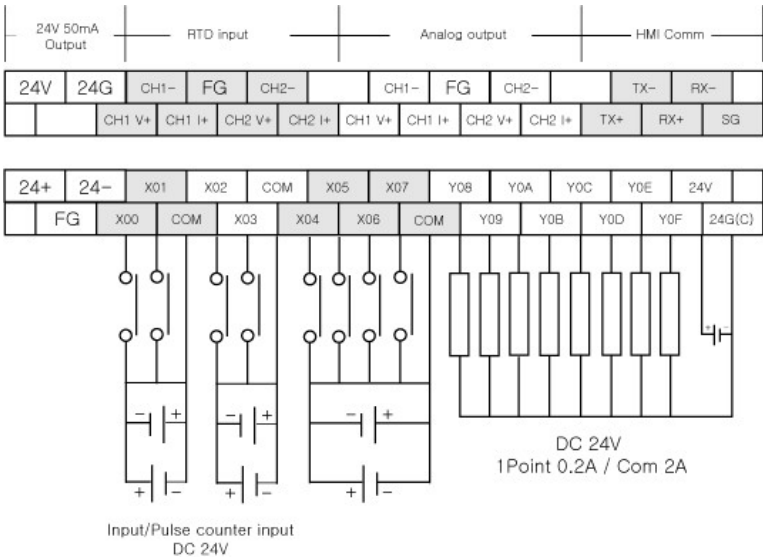 24V 50mA
Output
RTD input
Analog output
HMI Comm
24V 24G CH1- FG CH2- CH1- FG CH2- TX- RX-
CH1 V+ CH1 I+ CH2 V+ CH2 I+ CH1 V+ CH1 I+ CH2 V+ CH2 I+ TX+ RX+ SG
24+ 24- X01 X02 COM X05 X07 Y08 Y0A Y0C Y0E 24V
FG X00 COM X03 X04 X06 COM Y09 Y0B Y0D Y0F 24G(C)
+ -
- + - + - +
+ - + - + -
DC 24V
1Point 0.2A / Com 2A
Input/Pulse counter input
DC 24V